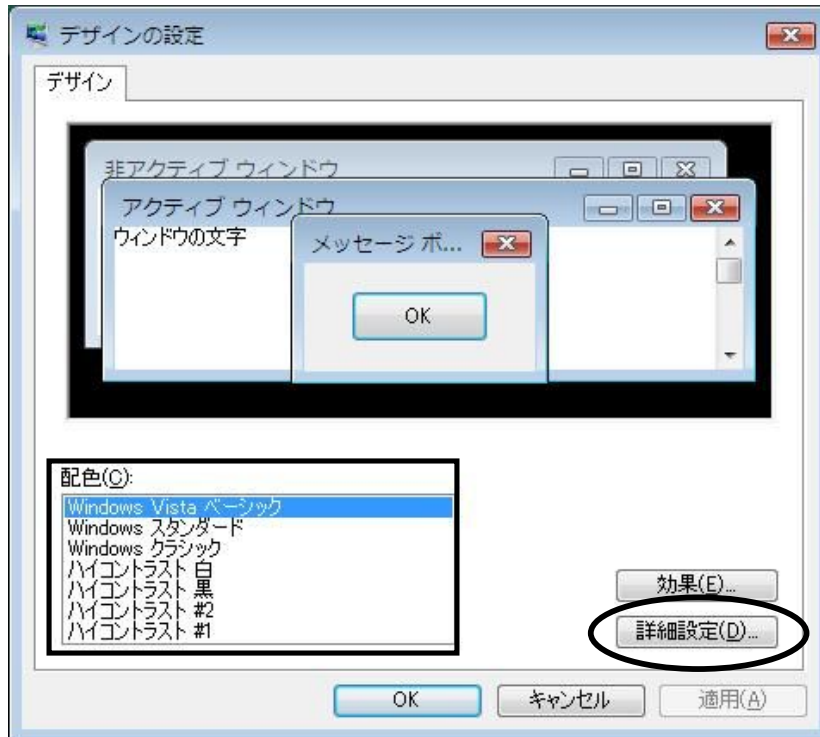 デザインの設定
デザイン
非アクティブ ウィンドウ
アクティブ ウィンドウ
ウィンドウの文字
メッセージ ボ...
OK
配色(C):
Windows Vista ベーシック
Windows スタンダード
Windows クラシック
ハイコントラスト 白
ハイコントラスト 黒
ハイコントラスト #2
ハイコントラスト #1
効果(E)...
詳細設定(D)...
OK
キャンセル
適用(A)